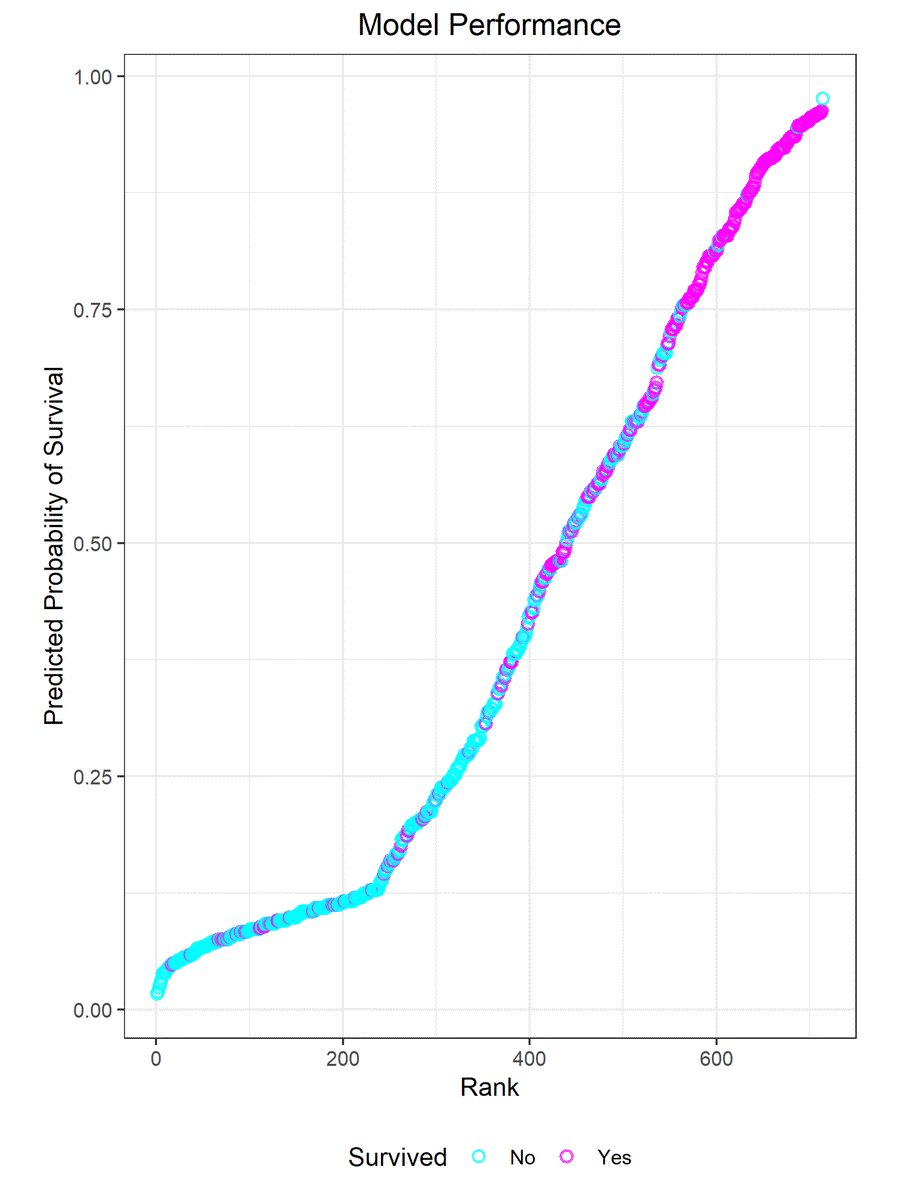 Model Performance
1.00
0.75
0.50
0.25
0.00
Predicted Probability of Survival
0 200 400 600
Rank
Survived No Yes